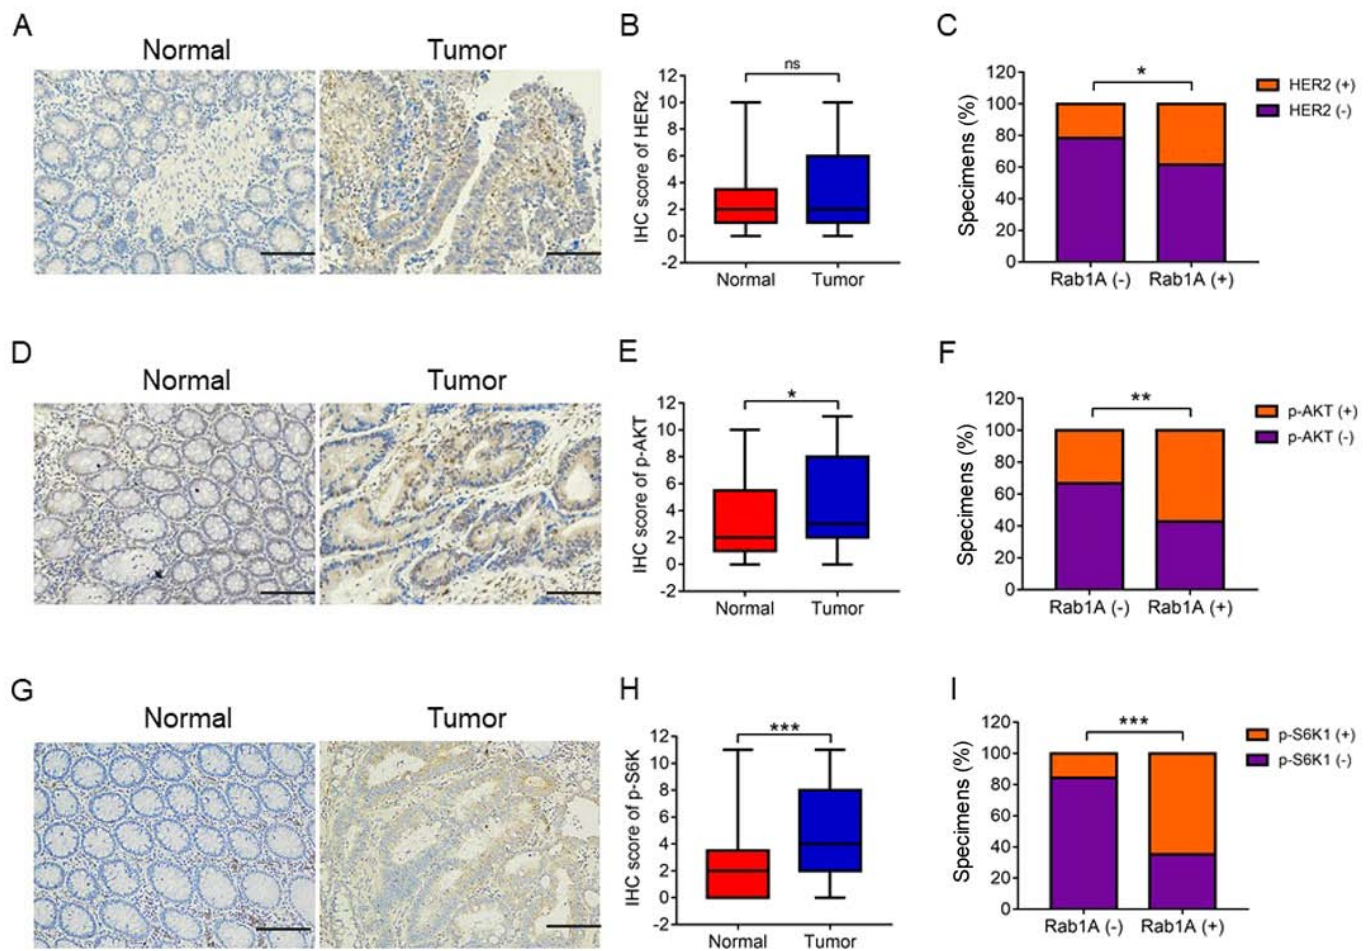 A
Normal
Tumor
B
IHC score of HER2
12
10
8
6
4
2
0
-2
ns
Normal
Tumor
C
Specimens (%)
120
100
80
60
40
20
0
*
Rab1A (-)
Rab1A (+)
HER2 (+)
HER2 (-)
D
Normal
Tumor
E
IHC score of p-AKT
12
10
8
6
4
2
0
-2
*
Normal
Tumor
F
Specimens (%)
120
100
80
60
40
20
0
**
Rab1A (-)
Rab1A (+)
p-AKT (+)
p-AKT (-)
G
Normal
Tumor
H
IHC score of p-S6K
12
10
8
6
4
2
0
-2
***
Normal
Tumor
I
Specimens (%)
120
100
80
60
40
20
0
***
Rab1A (-)
Rab1A (+)
p-S6K1 (+)
p-S6K1 (-)